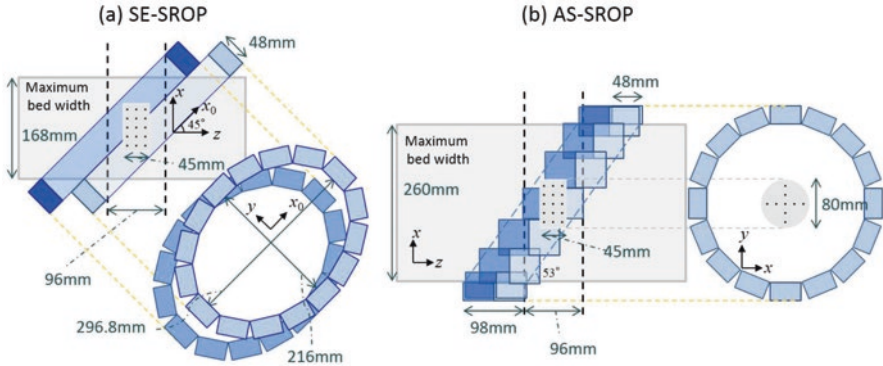 (a) SE-SROP
48mm
Maximum
bed width
168mm
x
x₀
45°
z
45mm
96mm
y
x₀
296.8mm
216mm
(b) AS-SROP
48mm
Maximum
bed width
260mm
x
z
45mm
53°
98mm
96mm
80mm
y
x